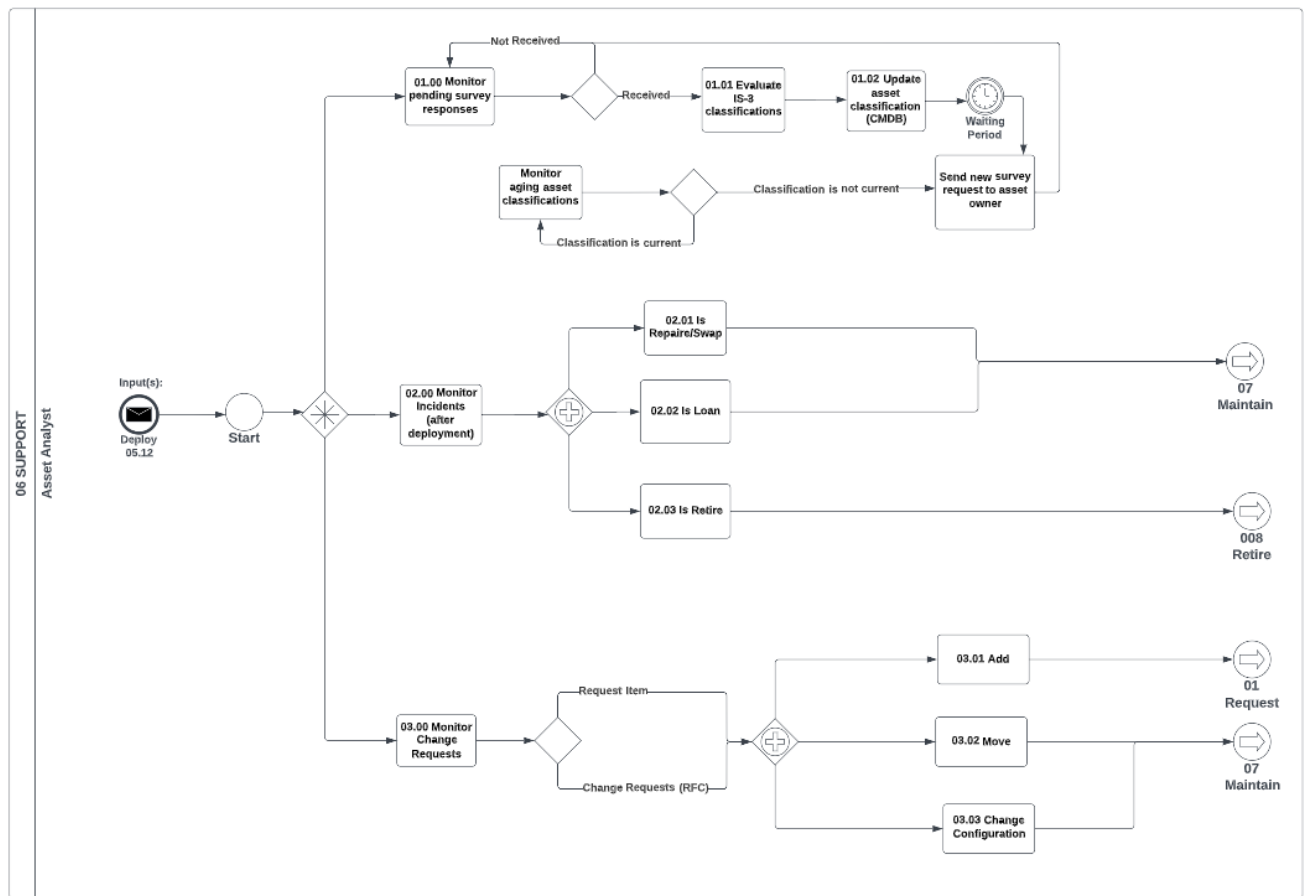 06 SUPPORT
Asset Analyst
Not Received
01.00 Monitor
pending survey
responses
Received
01.01 Evaluate
IS-3
classifications
01.02 Update
asset
classification
(CMDB)
Waiting
Period
Monitor
aging asset
classifications
Classification is not current
Send new survey
request to asset
owner
Classification is current
Input(s):
Deploy
05.12
Start
02.00 Monitor
Incidents
(after
deployment)
02.01 Is
Repaire/Swap
02.02 Is Loan
02.03 Is Retire
07
Maintain
008
Retire
03.00 Monitor
Change
Requests
Request Item
Change Requests (RFC)
03.01 Add
03.02 Move
03.03 Change
Configuration
01
Request
07
Maintain